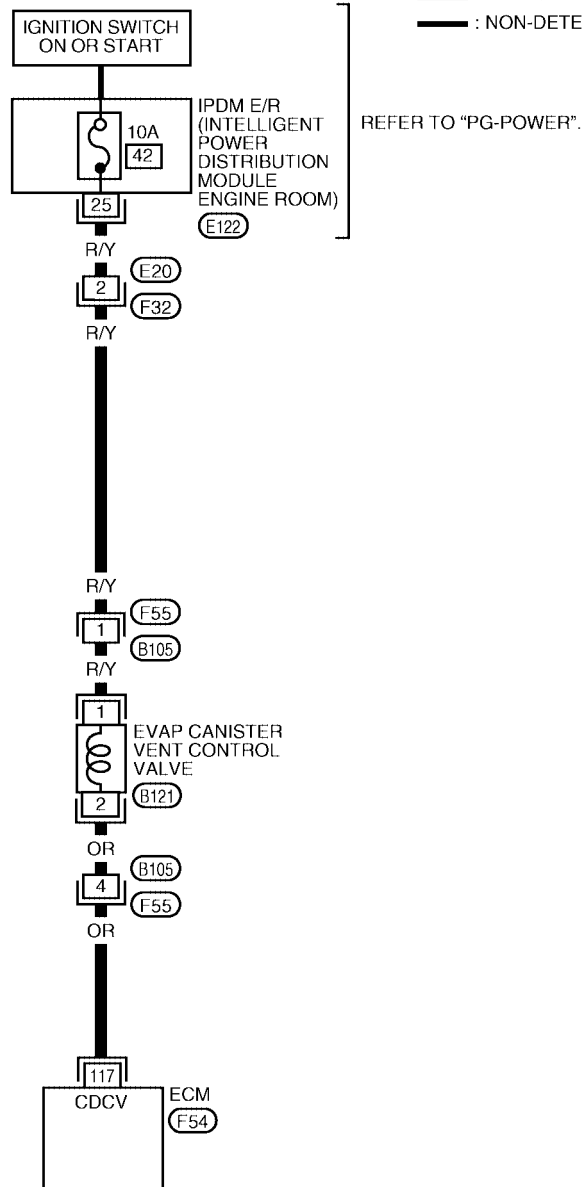 IGNITION SWITCH
ON OR START
: NON-DETE
10A
42
IPDM E/R
(INTELLIGENT
POWER
DISTRIBUTION
MODULE
ENGINE ROOM)
REFER TO “PG-POWER”.
25
E122
R/Y
2
E20
F32
R/Y
R/Y
1
F55
B105
R/Y
1
EVAP CANISTER
VENT CONTROL
VALVE
2
B121
OR
4
B105
F55
OR
117
CDCV
ECM
F54